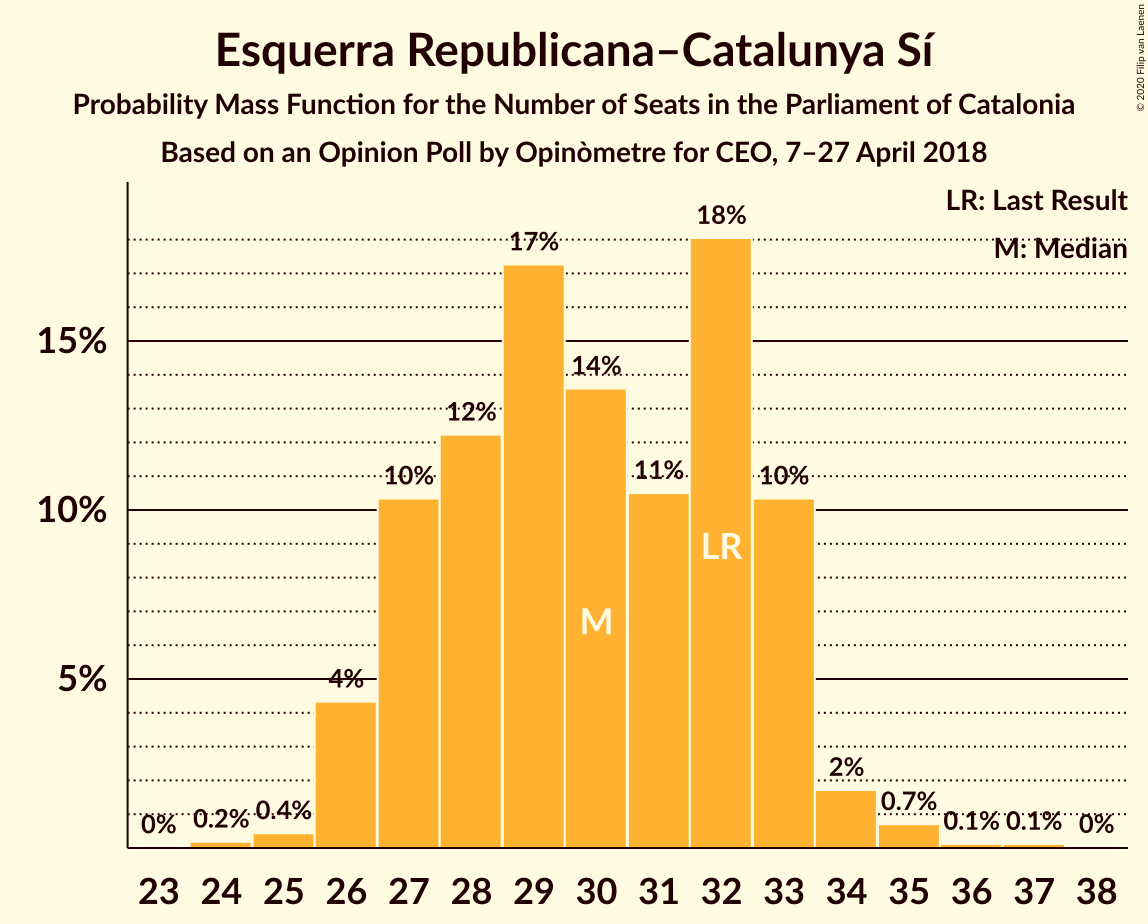 Esquerra Republicana–Catalunya Sí
Probability Mass Function for the Number of Seats in the Parliament of Catalonia
Based on an Opinion Poll by Opinòmetre for CEO, 7–27 April 2018
© 2020 Filip van Laenen
LR: Last Result
M: Median
18%
17%
15%
14%
12%
11%
10%
10%
10%
LR
M
5%
4%
2%
0.7%
0.4%
0.2%
0%
0.1%
0.1%
0%
23 24 25 26 27 28 29 30 31 32 33 34 35 36 37 38